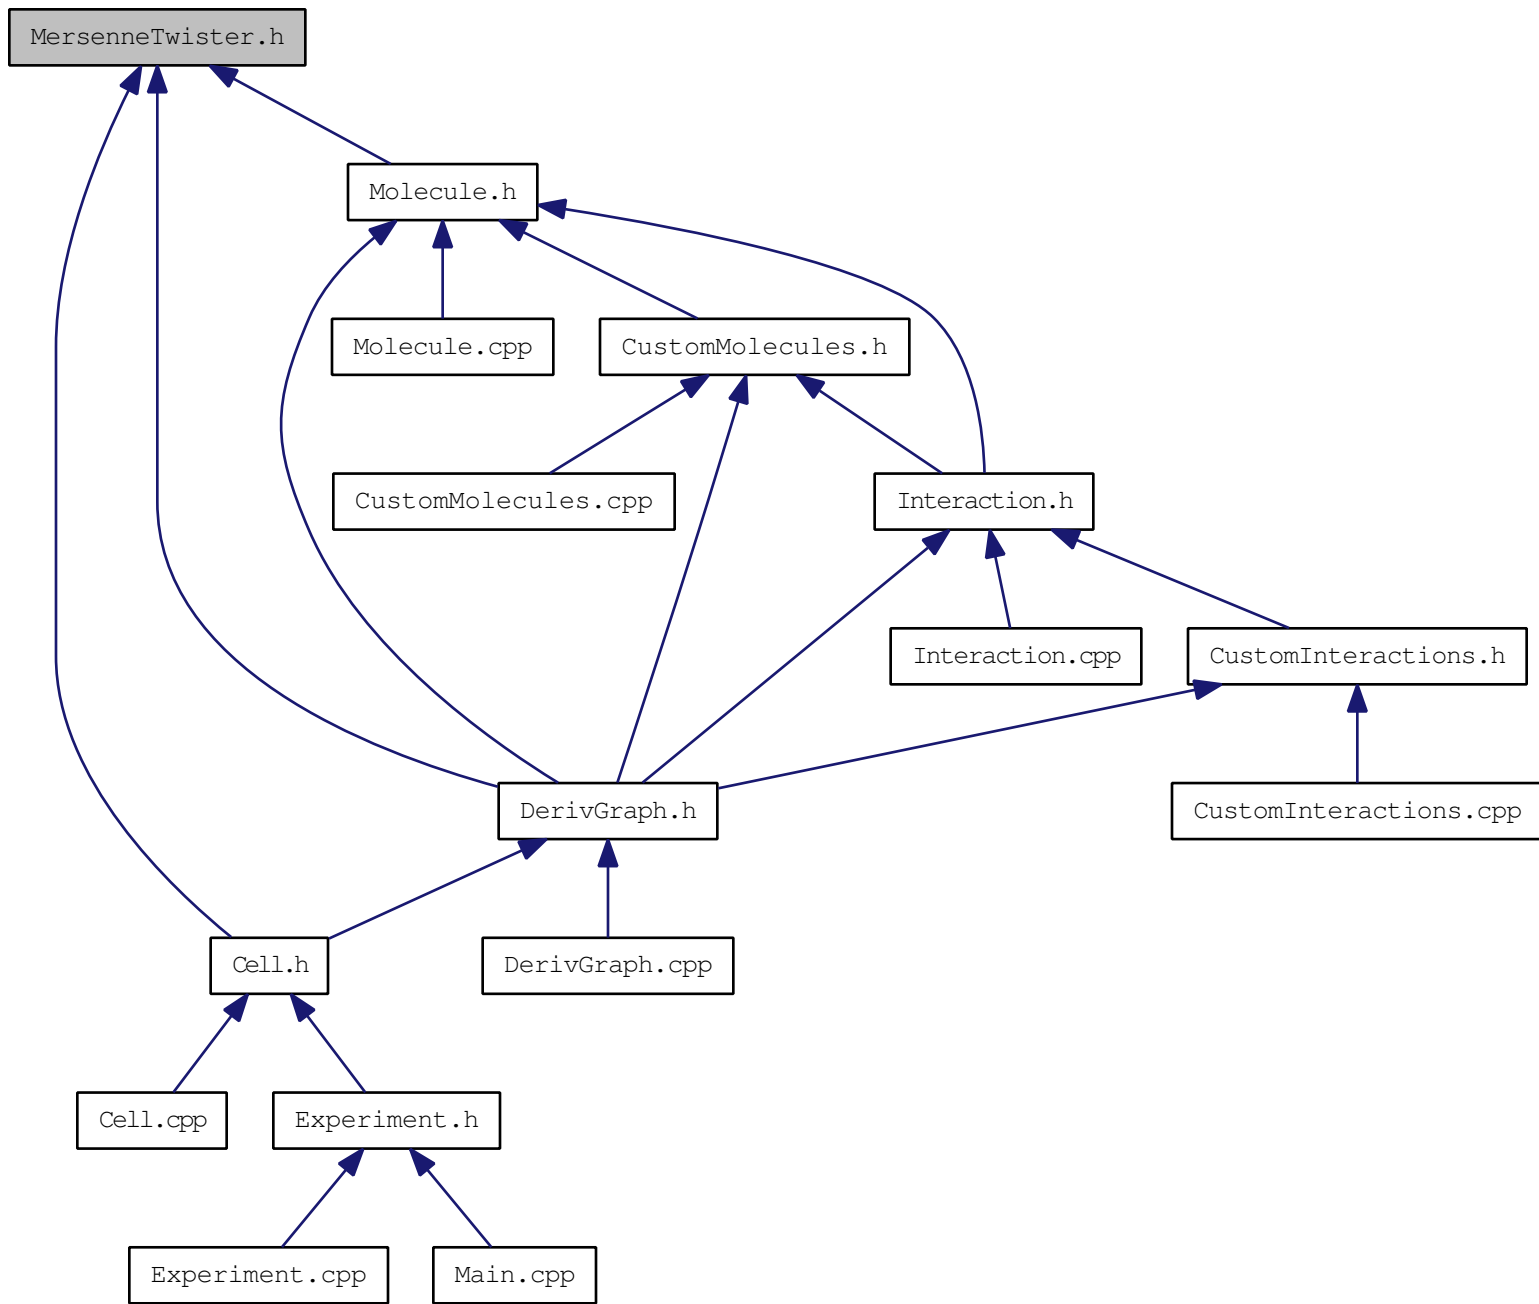 MersenneTwister.h
Molecule.h
Molecule.cpp
CustomMolecules.h
CustomMolecules.cpp
Interaction.h
Interaction.cpp
CustomInteractions.h
DerivGraph.h
CustomInteractions.cpp
Cell.h
DerivGraph.cpp
Cell.cpp
Experiment.h
Experiment.cpp
Main.cpp